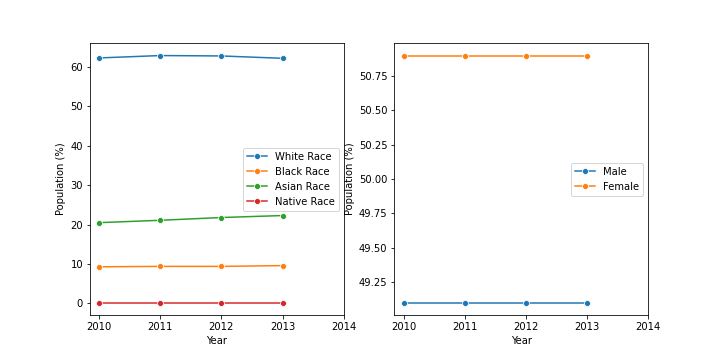 60
50
40
30
20
10
0
Population (%)
2010 2011 2012 2013 2014
Year
White Race
Black Race
Asian Race
Native Race
50.75
50.50
50.25
50.00
49.75
49.50
49.25
Population (%)
2010 2011 2012 2013 2014
Year
Male
Female